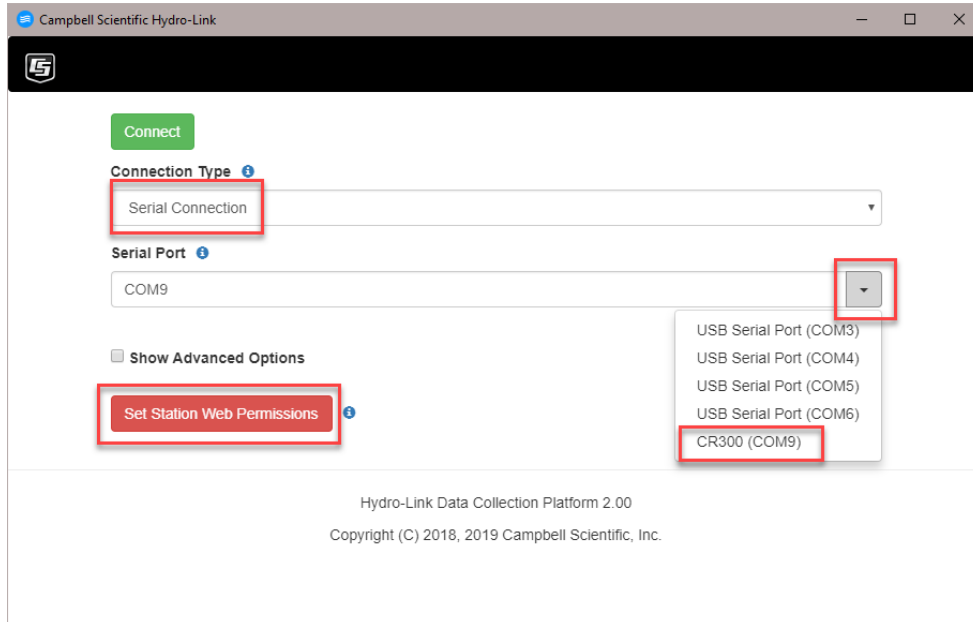 Campbell Scientific Hydro-Link
Connect
Connection Type
Serial Connection
Serial Port
COM9
USB Serial Port (COM3)
USB Serial Port (COM4)
USB Serial Port (COM5)
USB Serial Port (COM6)
CR300 (COM9)
Show Advanced Options
Set Station Web Permissions
Hydro-Link Data Collection Platform 2.00
Copyright (C) 2018, 2019 Campbell Scientific, Inc.